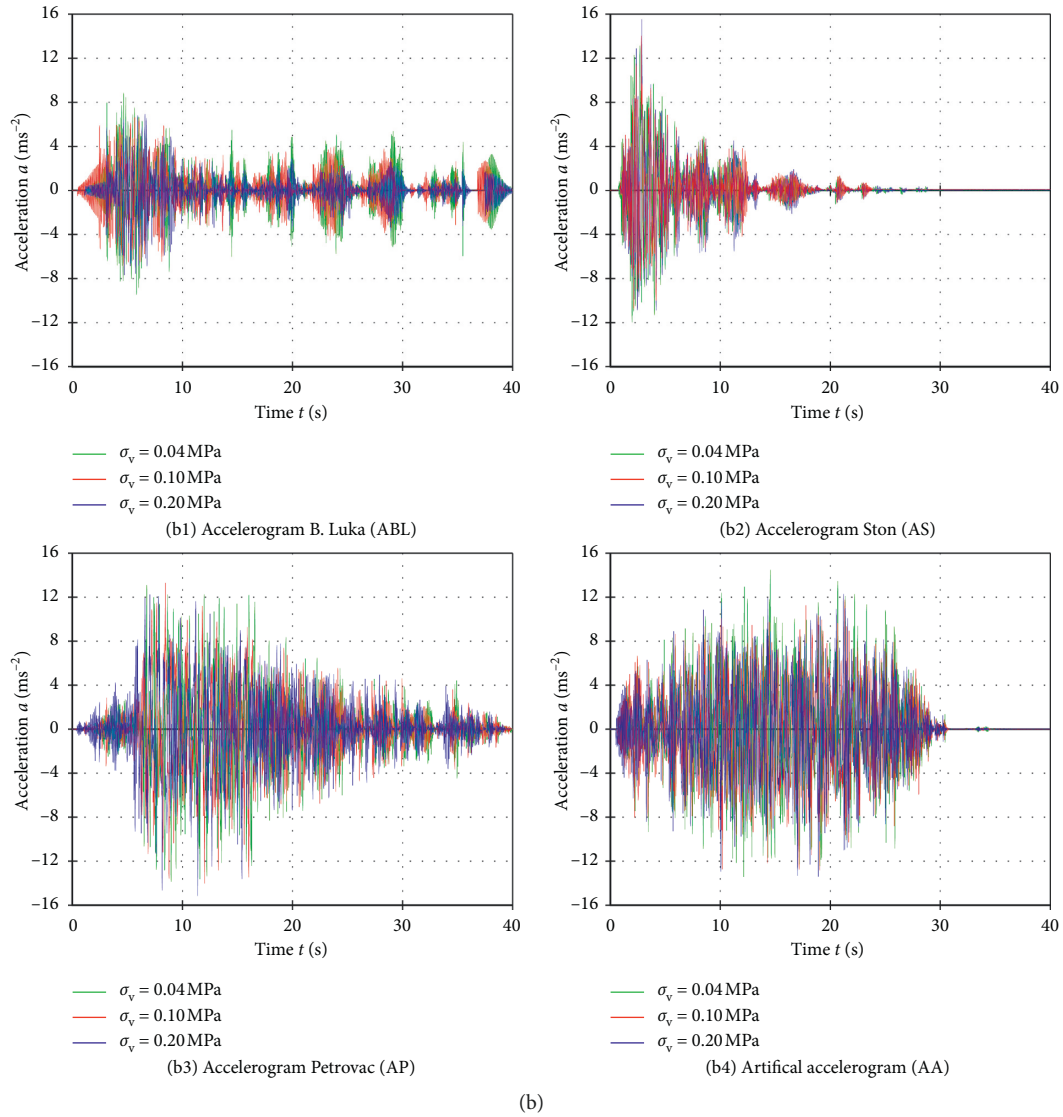 16
12
8
4
0
−4
−8
−12
−16
Acceleration a (ms−2)
0 10 20 30 40
Time t (s)
σv = 0.04 MPa
σv = 0.10 MPa
σv = 0.20 MPa
(b1) Accelerogram B. Luka (ABL)
16
12
8
4
0
−4
−8
−12
−16
Acceleration a (ms−2)
0 10 20 30 40
Time t (s)
σv = 0.04 MPa
σv = 0.10 MPa
σv = 0.20 MPa
(b2) Accelerogram Ston (AS)
16
12
8
4
0
−4
−8
−12
−16
Acceleration a (ms−2)
0 10 20 30 40
Time t (s)
σv = 0.04 MPa
σv = 0.10 MPa
σv = 0.20 MPa
(b3) Accelerogram Petrovac (AP)
16
12
8
4
0
−4
−8
−12
−16
Acceleration a (ms−2)
0 10 20 30 40
Time t (s)
σv = 0.04 MPa
σv = 0.10 MPa
σv = 0.20 MPa
(b4) Artifical accelerogram (AA)
(b)